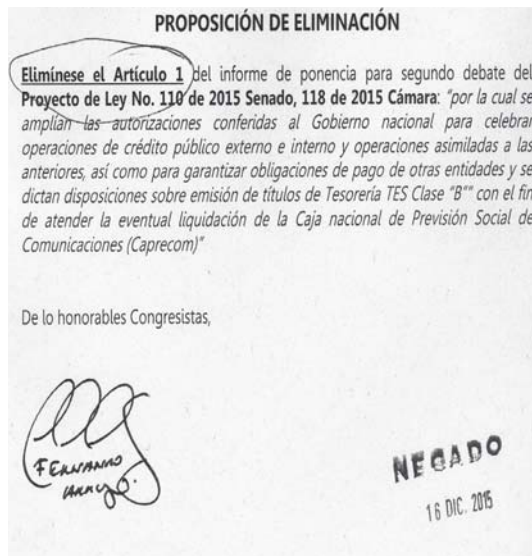 PROPOSICIÓN DE ELIMINACIÓN
Elimínese el Artículo 1 del informe de ponencia para segundo debate del
Proyecto de Ley No. 110 de 2015 Senado, 118 de 2015 Cámara: "por la cual se
amplían las autorizaciones conferidas al Gobierno nacional para celebrar
operaciones de crédito público externo e interno y operaciones asimiladas a las
anteriores, así como para garantizar obligaciones de pago de otras entidades y se
dictan disposiciones sobre emisión de títulos de Tesorería TES Clase "B"" con el fin
de atender la eventual liquidación de la Caja nacional de Previsión Social de
Comunicaciones (Caprecom)"
De lo honorables Congresistas,
FERNANDO
NEGADO
16 DIC. 2015